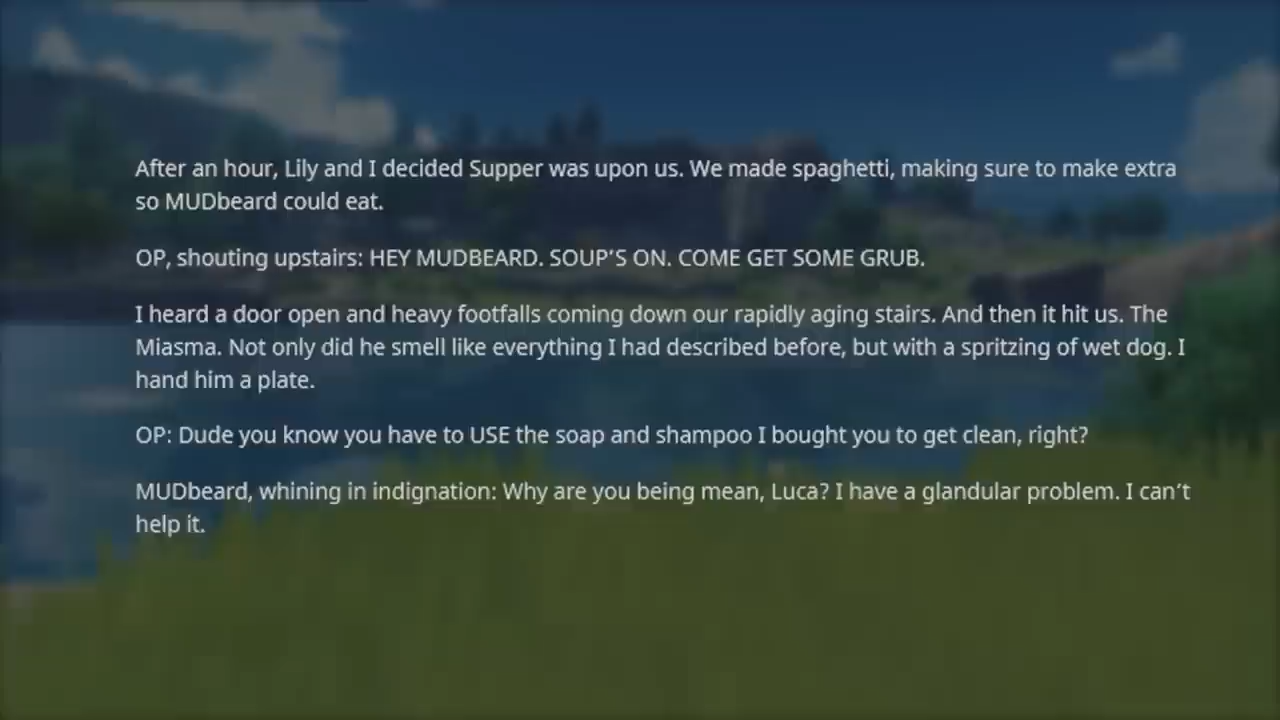 After an hour, Lily and I decided Supper was upon us. We made spaghetti, making sure to make extra
so MUDbeard could eat.
OP, shouting upstairs: HEY MUDBEARD. SOUP’S ON. COME GET SOME GRUB.
I heard a door open and heavy footfalls coming down our rapidly aging stairs. And then it hit us. The
Miasma. Not only did he smell like everything I had described before, but with a spritzing of wet dog. I
hand him a plate.
OP: Dude you know you have to USE the soap and shampoo I bought you to get clean, right?
MUDbeard, whining in indignation: Why are you being mean, Luca? I have a glandular problem. I can’t
help it.